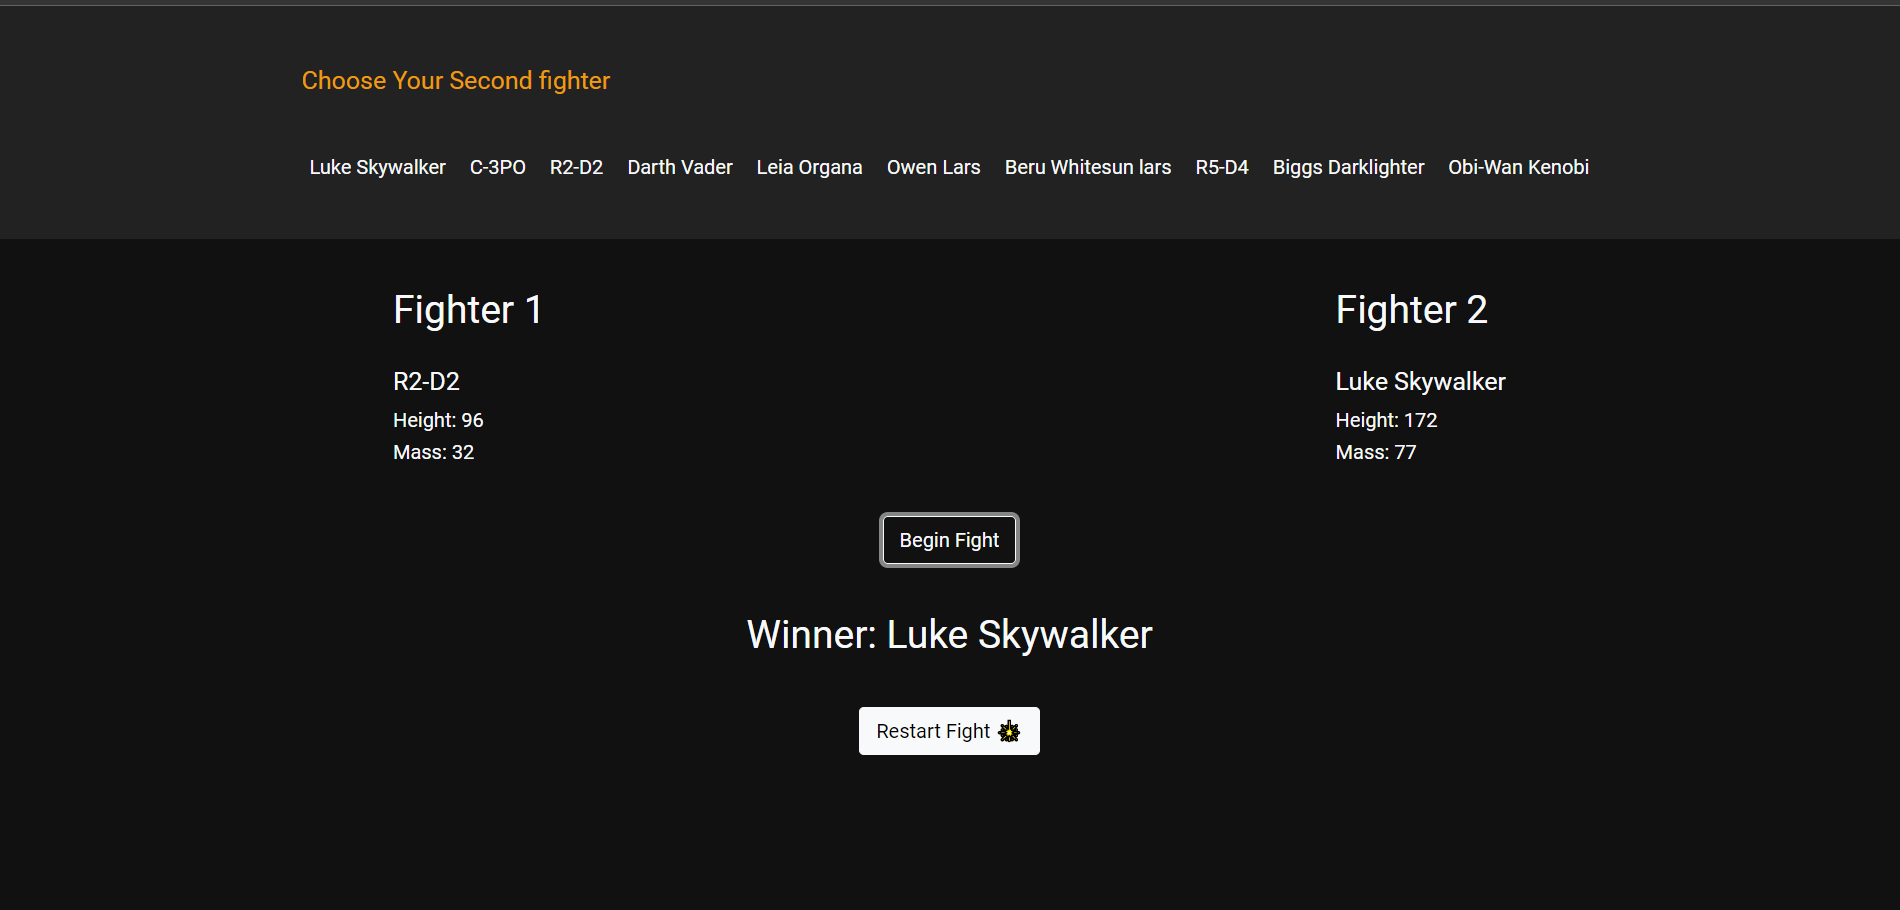 Choose Your Second fighter
Luke Skywalker C-3PO R2-D2 Darth Vader Leia Organa Owen Lars Beru Whitesun lars R5-D4 Biggs Darklighter Obi-Wan Kenobi
Fighter 1
R2-D2
Height: 96
Mass: 32
Fighter 2
Luke Skywalker
Height: 172
Mass: 77
Begin Fight
Winner: Luke Skywalker
Restart Fight